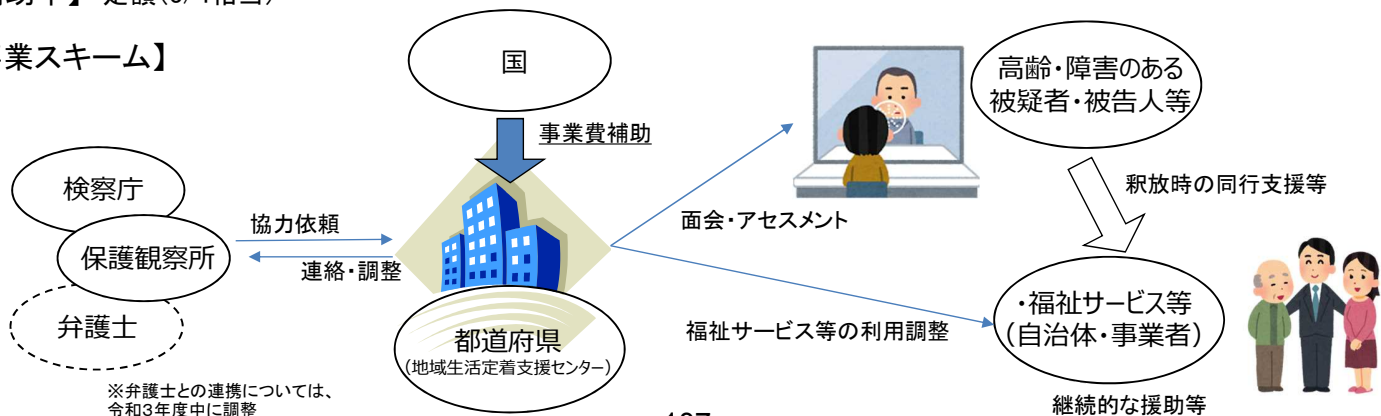 定額(3/4相当)
業スキーム】
国
事業費補助
高齢・障害のある
被疑者・被告人等
検察庁
保護観察所
弁護士
協力依頼
連絡・調整
面会・アセスメント
釈放時の同行支援等
都道府県
(地域生活定着支援センター)
福祉サービス等の利用調整
・福祉サービス等
(自治体・事業者)
継続的な援助等
※弁護士との連携については、
令和3年度中に調整